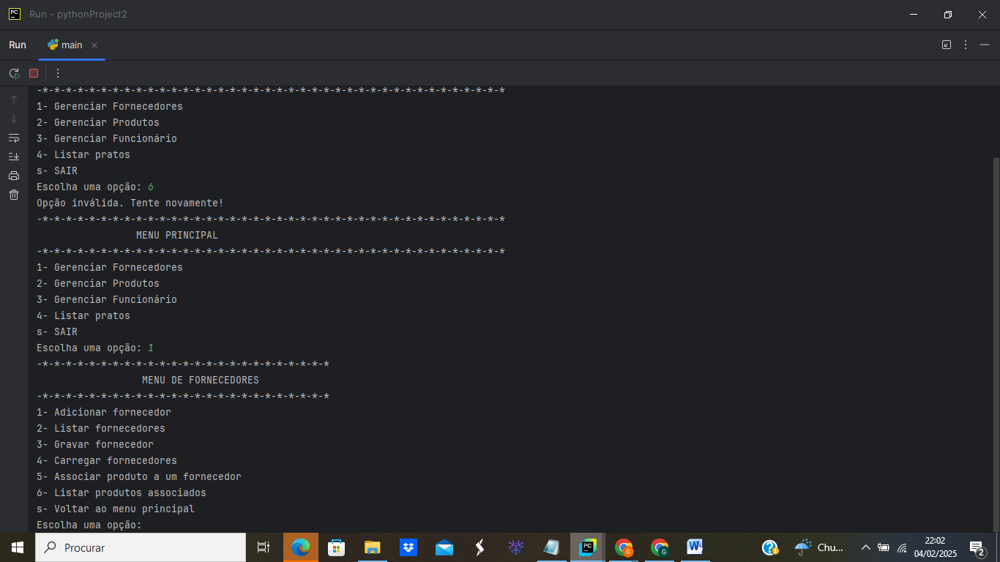 Run - pythonProject2
Run main
-*-*-*-*-*-*-*-*-*-*-*-*-*-*-*-*-*-*-*-*-*-*-*-*-*-*-*-*-*-*-*-*-*-*-*-*-*-*-*-*
1- Gerenciar Fornecedores
2- Gerenciar Produtos
3- Gerenciar Funcionário
4- Listar pratos
s- SAIR
Escolha uma opção: 6
Opção inválida. Tente novamente!
-*-*-*-*-*-*-*-*-*-*-*-*-*-*-*-*-*-*-*-*-*-*-*-*-*-*-*-*-*-*-*-*-*-*-*-*-*-*-*-*
MENU PRINCIPAL
-*-*-*-*-*-*-*-*-*-*-*-*-*-*-*-*-*-*-*-*-*-*-*-*-*-*-*-*-*-*-*-*-*-*-*-*-*-*-*-*
1- Gerenciar Fornecedores
2- Gerenciar Produtos
3- Gerenciar Funcionário
4- Listar pratos
s- SAIR
Escolha uma opção: 1
-*-*-*-*-*-*-*-*-*-*-*-*-*-*-*-*-*-*-*-*-*-*-*-*-*
MENU DE FORNECEDORES
-*-*-*-*-*-*-*-*-*-*-*-*-*-*-*-*-*-*-*-*-*-*-*-*-*
1- Adicionar fornecedor
2- Listar fornecedores
3- Gravar fornecedor
4- Carregar fornecedores
5- Associar produto a um fornecedor
6- Listar produtos associados
s- Voltar ao menu principal
Escolha uma opção:
Procurar
Chu...
22:02
04/02/2025
2